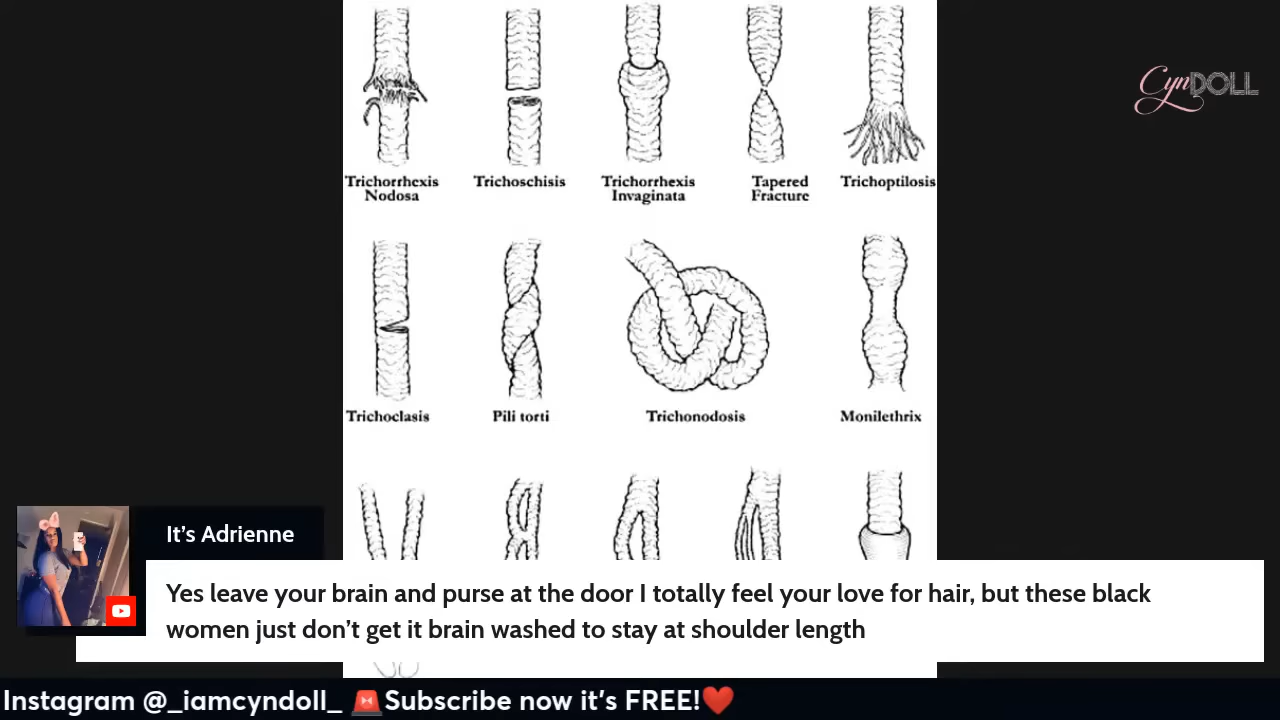 CynDOLL
Trichorrhexis
Nodosa
Trichoschisis
Trichorrhexis
Invaginata
Tapered
Fracture
Trichoptilosis
Trichoclasis
Pili torti
Trichonodosis
Monilethrix
It’s Adrienne
Yes leave your brain and purse at the door I totally feel your love for hair, but these black
women just don’t get it brain washed to stay at shoulder length
Instagram @_iamcyndoll_ 🚨Subscribe now it's FREE!❤️